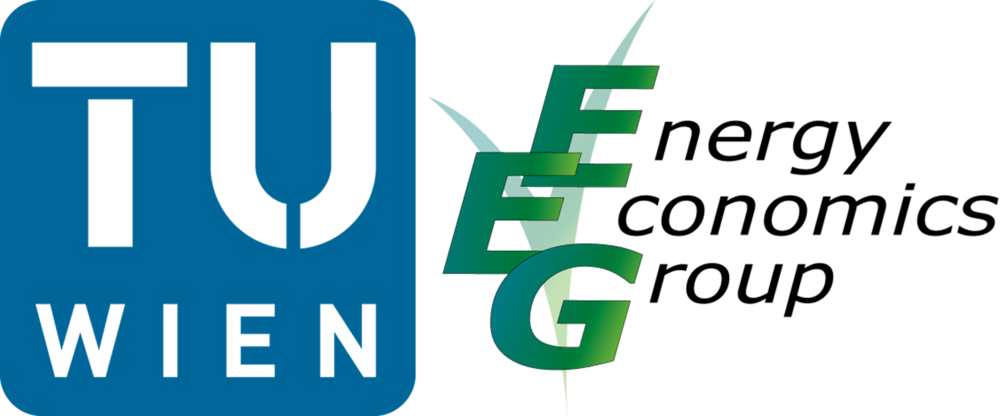 TU
WIEN
Energy
Economics
Group